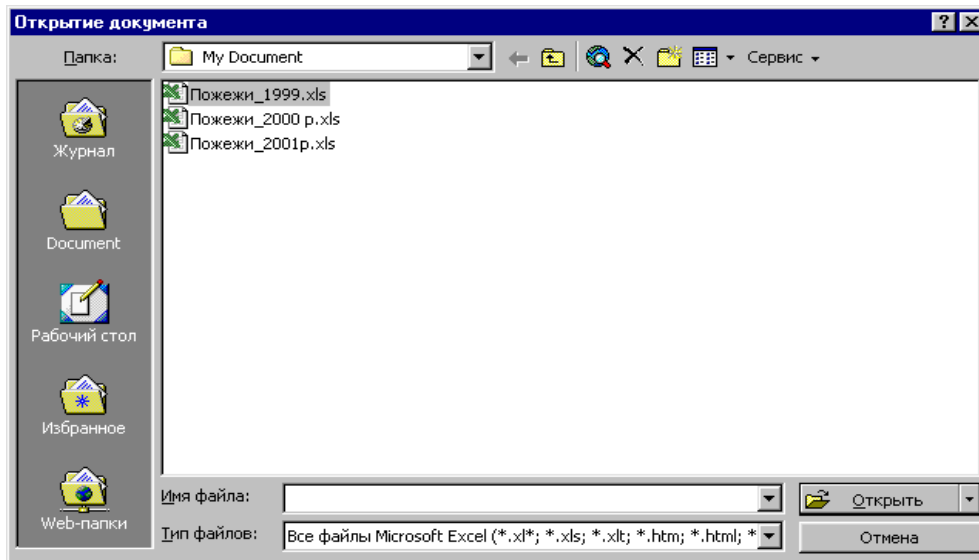 Открытие документа
Папка:
My Document
Сервис
Пожежи_1999.xls
Пожежи_2000 р.xls
Пожежи_2001р.xls
Журнал
Document
Рабочий стол
Избранное
Web-папки
Имя файла:
Открыть
Тип файлов:
Все файлы Microsoft Excel (*.xl*; *.xls; *.xlt; *.htm; *.html; *
Отмена